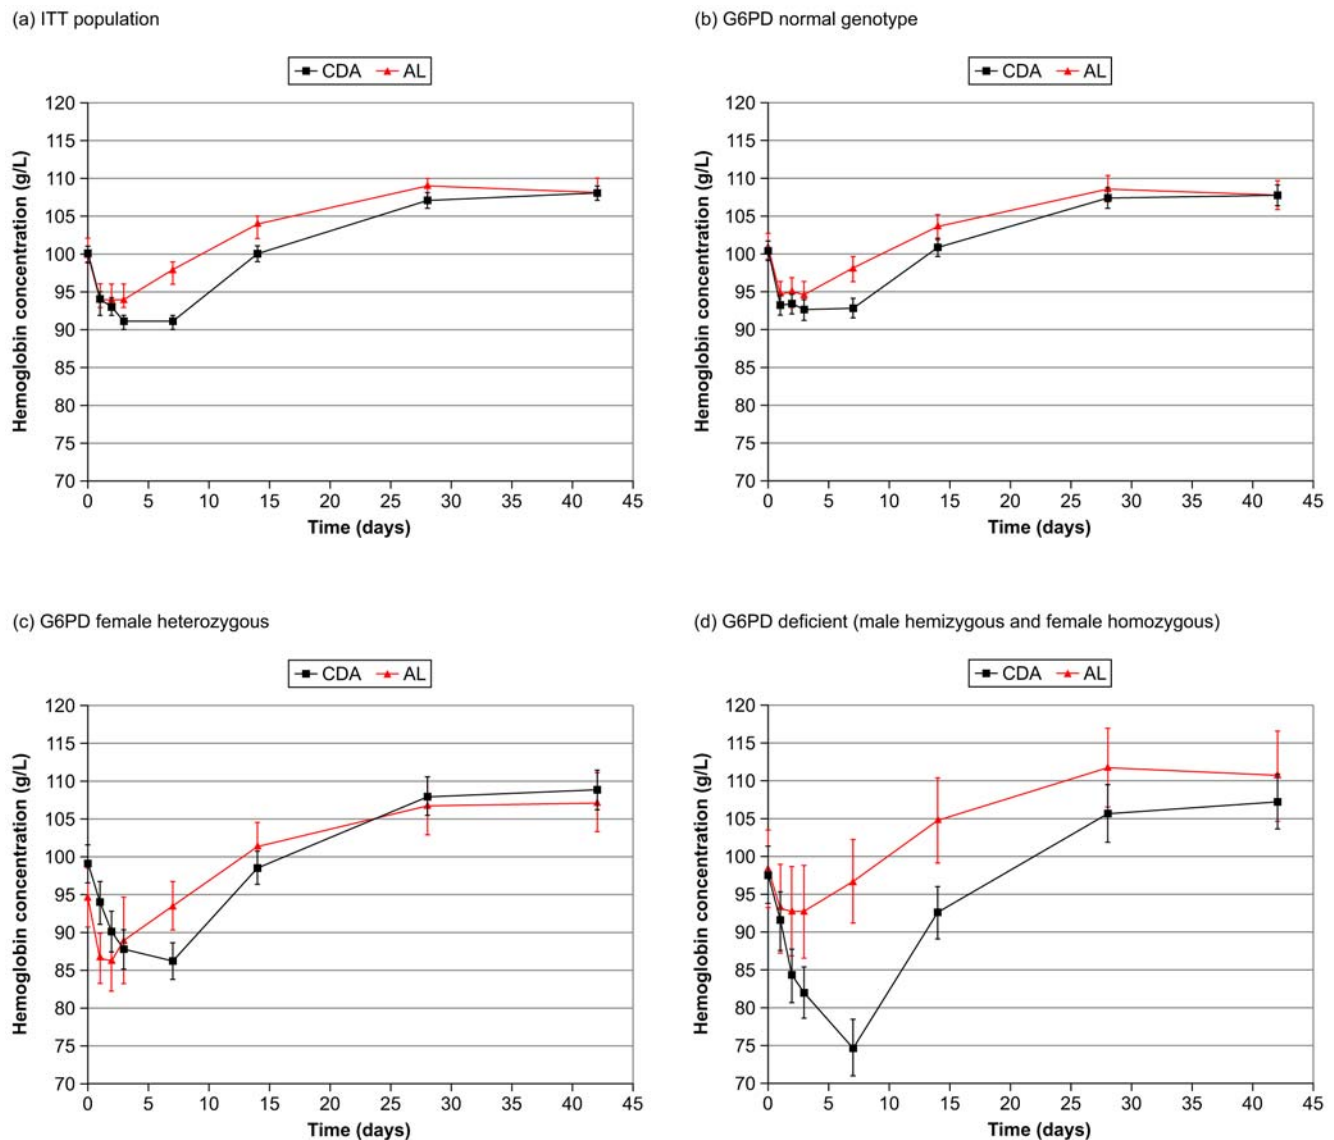 (a) ITT population
CDA AL
Hemoglobin concentration (g/L)
120
115
110
105
100
95
90
85
80
75
70
0 5 10 15 20 25 30 35 40 45
Time (days)
(b) G6PD normal genotype
CDA AL
Hemoglobin concentration (g/L)
120
115
110
105
100
95
90
85
80
75
70
0 5 10 15 20 25 30 35 40 45
Time (days)
(c) G6PD female heterozygous
CDA AL
Hemoglobin concentration (g/L)
120
115
110
105
100
95
90
85
80
75
70
0 5 10 15 20 25 30 35 40 45
Time (days)
(d) G6PD deficient (male hemizygous and female homozygous)
CDA AL
Hemoglobin concentration (g/L)
120
115
110
105
100
95
90
85
80
75
70
0 5 10 15 20 25 30 35 40 45
Time (days)